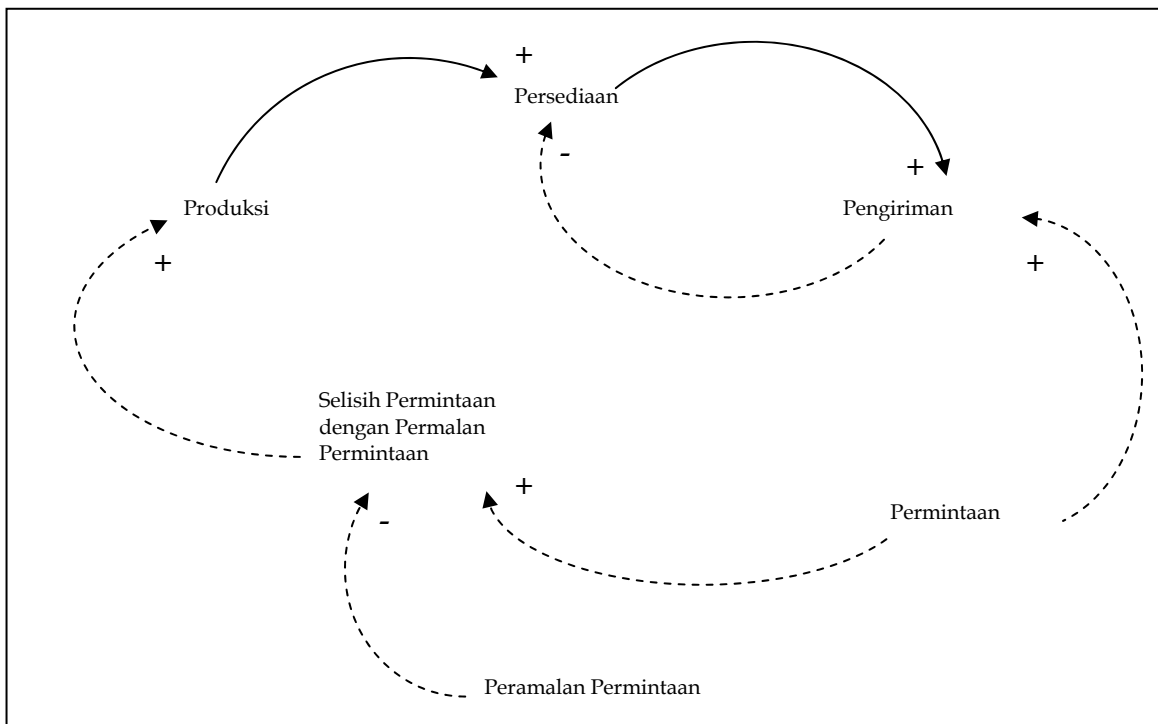 +
Persediaan
-
+
Produksi
Pengiriman
+
+
Selisih Permintaan
dengan Permalan
Permintaan
+
-
Permintaan
Peramalan Permintaan